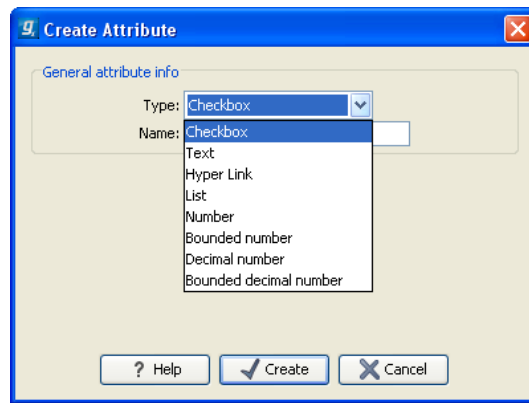 g. Create Attribute
General attribute info
Type: Checkbox
Name: Checkbox
Text
Hyper Link
List
Number
Bounded number
Decimal number
Bounded decimal number
? Help Create Cancel